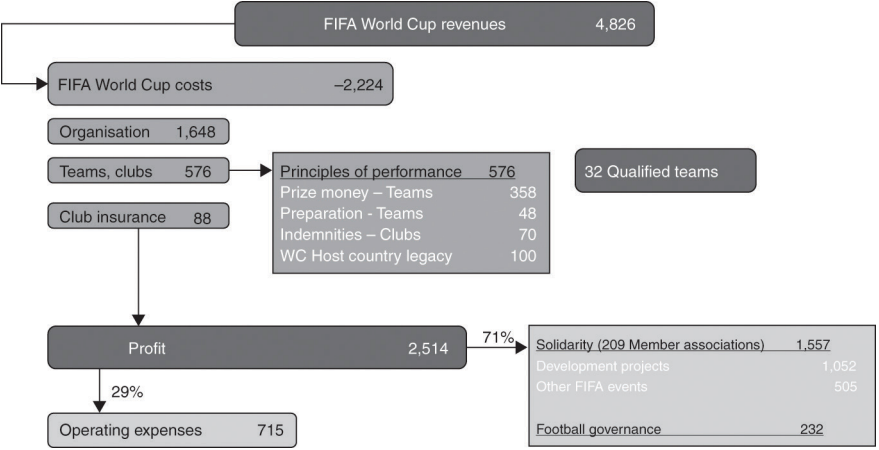 FIFA World Cup revenues 4,826
FIFA World Cup costs –2,224
Organisation 1,648
Teams, clubs 576
Club insurance 88
Principles of performance 576
Prize money – Teams 358
Preparation - Teams 48
Indemnities – Clubs 70
WC Host country legacy 100
32 Qualified teams
Profit 2,514
71%
29%
Operating expenses 715
Solidarity (209 Member associations) 1,557
Development projects 1,052
Other FIFA events 505
Football governance 232